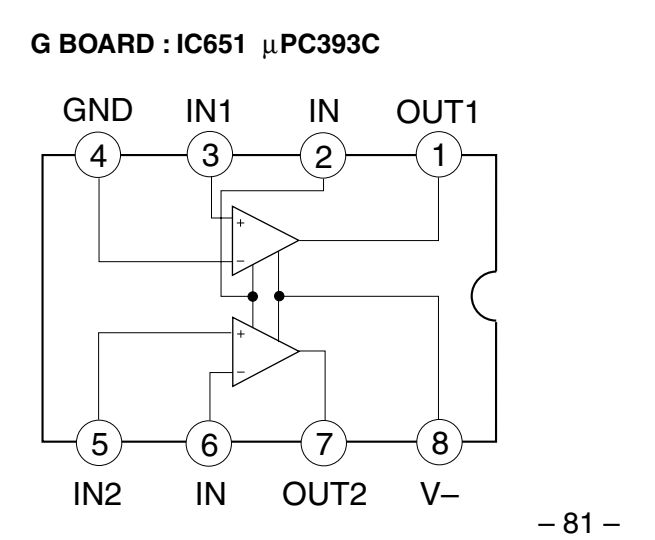 G BOARD : IC651 μPC393C
GND IN1 IN OUT1
4 3 2 1
+
−
+
−
5 6 7 8
IN2 IN OUT2 V–
– 81 –